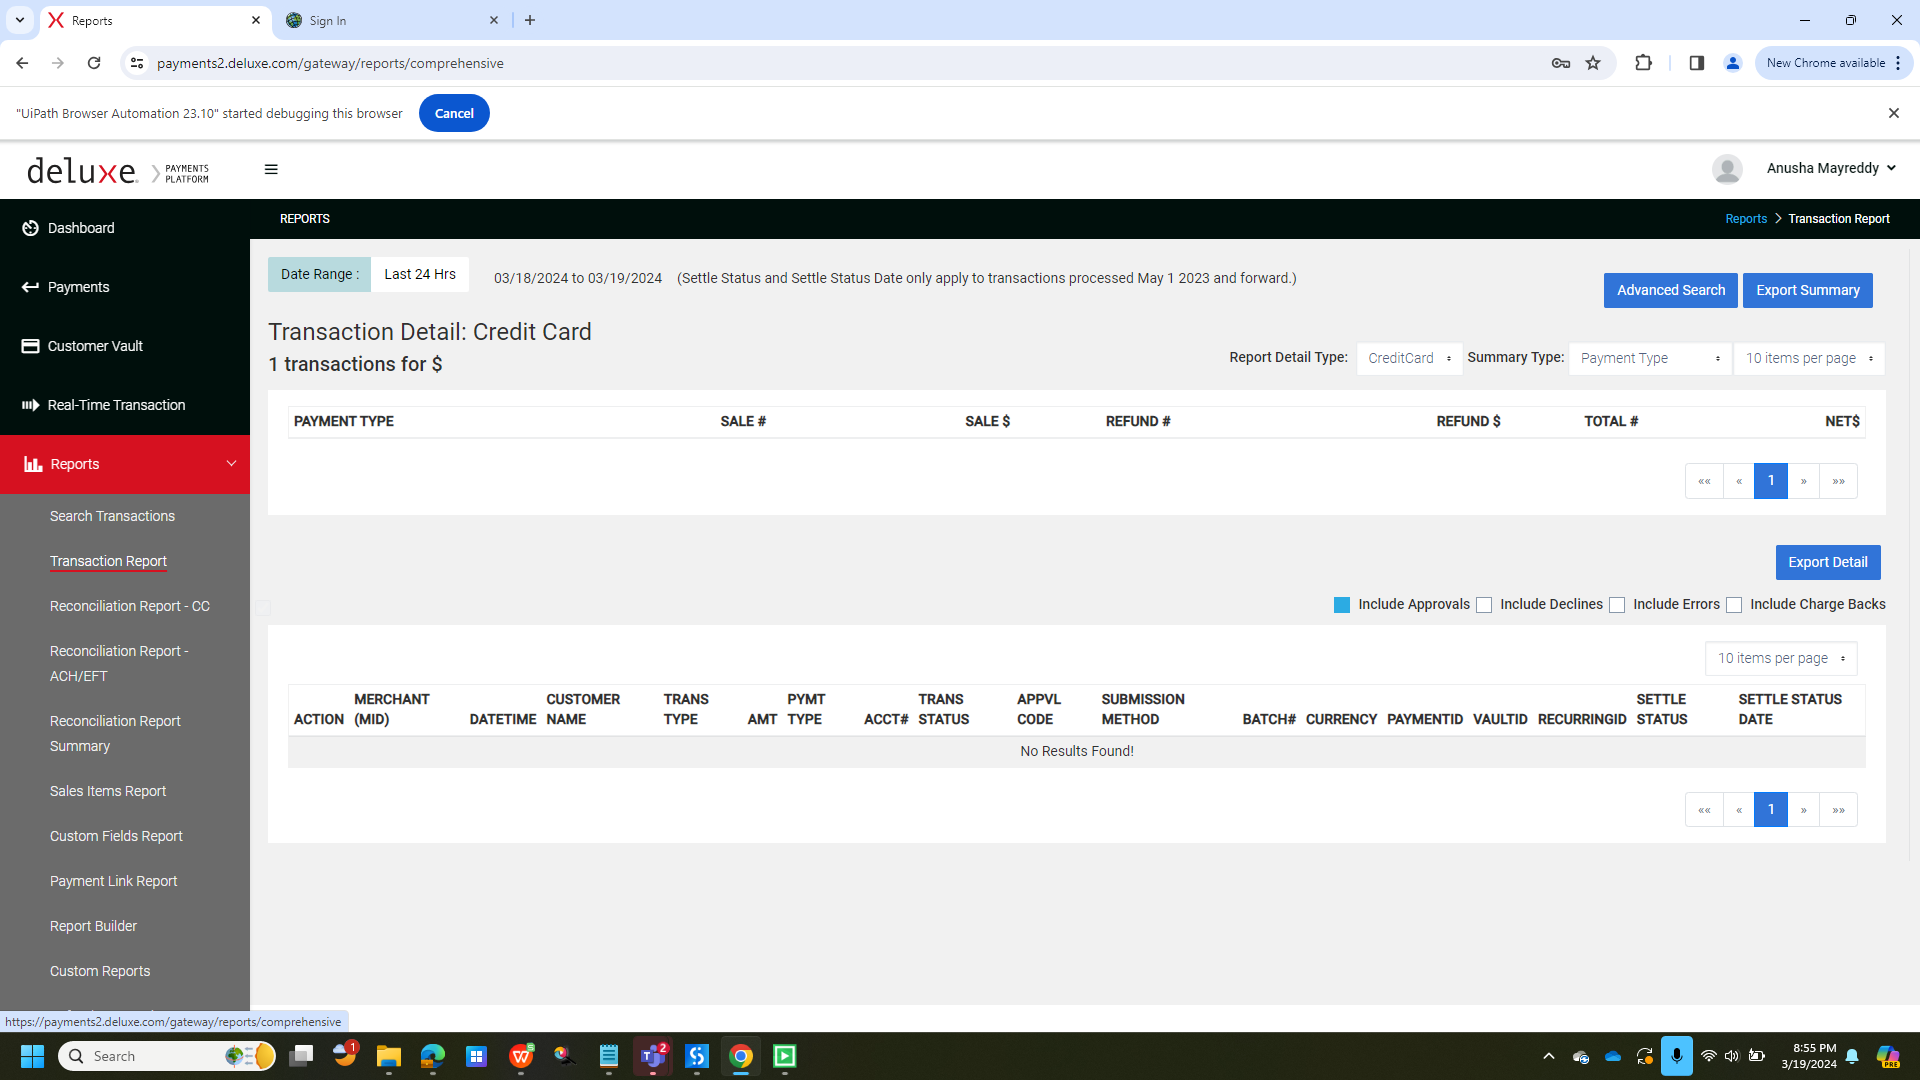 Reports
Sign In
payments2.deluxe.com/gateway/reports/comprehensive
New Chrome available
"UiPath Browser Automation 23.10" started debugging this browser
Cancel
deluxe.
PAYMENTS
PLATFORM
Anusha Mayreddy
Dashboard
Payments
Customer Vault
Real-Time Transaction
Reports
Search Transactions
Transaction Report
Reconciliation Report - CC
Reconciliation Report -
ACH/EFT
Reconciliation Report
Summary
Sales Items Report
Custom Fields Report
Payment Link Report
Report Builder
Custom Reports
https://payments2.deluxe.com/gateway/reports/comprehensive
REPORTS
Reports > Transaction Report
Date Range : Last 24 Hrs 03/18/2024 to 03/19/2024 (Settle Status and Settle Status Date only apply to transactions processed May 1 2023 and forward.)
Advanced Search Export Summary
Transaction Detail: Credit Card
1 transactions for $
Report Detail Type: CreditCard Summary Type: Payment Type 10 items per page
PAYMENT TYPE SALE # SALE $ REFUND # REFUND $ TOTAL # NET$
«« « 1 » »»
Export Detail
Include Approvals Include Declines Include Errors Include Charge Backs
10 items per page
ACTION MERCHANT (MID) DATETIME CUSTOMER NAME TRANS TYPE AMT PYMT TYPE ACCT# TRANS STATUS APPVL CODE SUBMISSION METHOD BATCH# CURRENCY PAYMENTID VAULTID RECURRINGID SETTLE STATUS SETTLE STATUS DATE
No Results Found!
«« « 1 » »»
Search
1
2
8:55 PM
3/19/2024
PRE